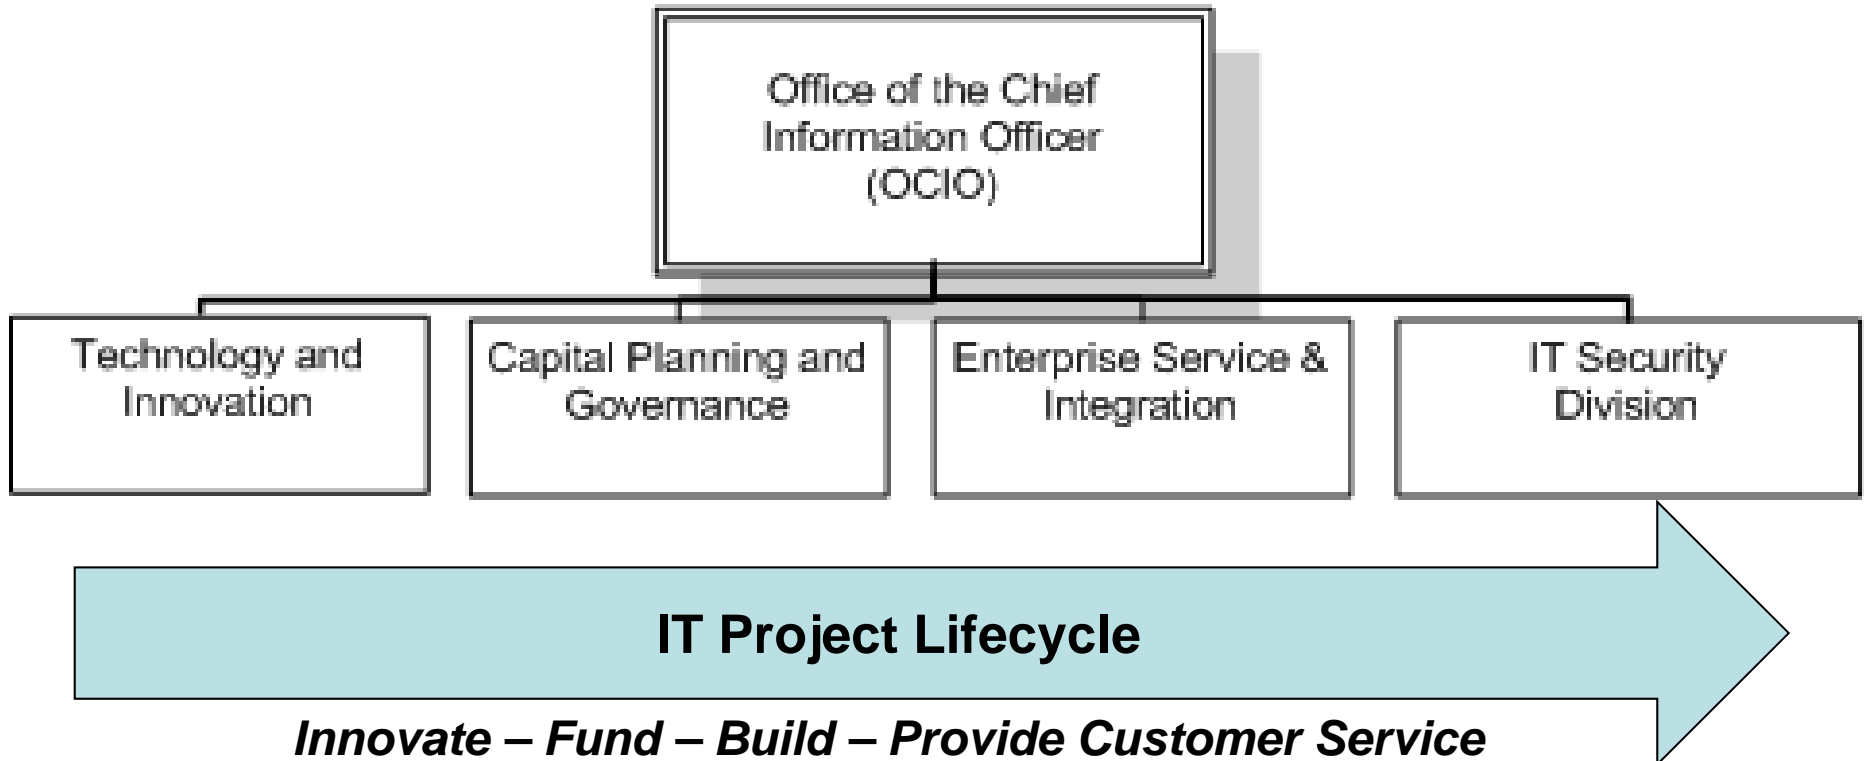 Office of the Chief
Information Officer
(OCIO)
Technology and
Innovation
Capital Planning and
Governance
Enterprise Service &
Integration
IT Security
Division
IT Project Lifecycle
Innovate – Fund – Build – Provide Customer Service